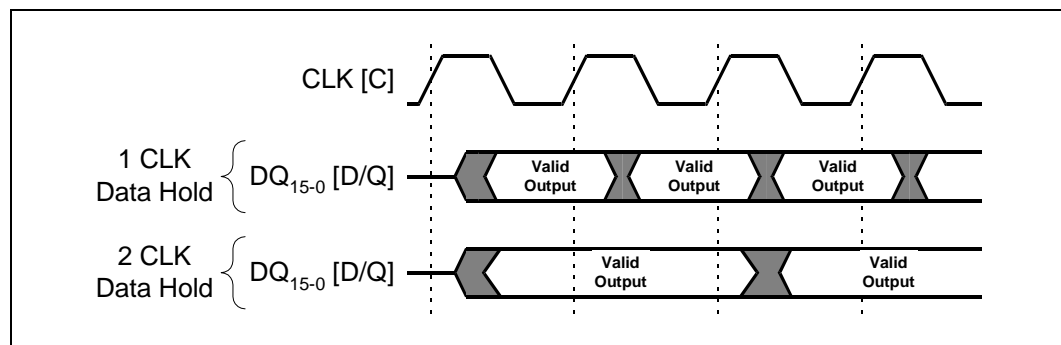 CLK [C]
1 CLK
Data Hold
DQ15-0 [D/Q]
Valid
Output
Valid
Output
Valid
Output
2 CLK
Data Hold
DQ15-0 [D/Q]
Valid
Output
Valid
Output